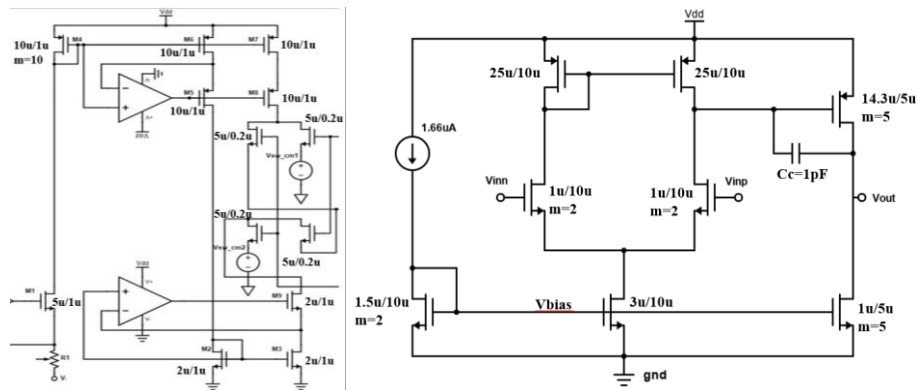 Vdd
M4
M6
M7
10u/1u
m=10
10u/1u
10u/1u
M5
M8
10u/1u
10u/1u
5u/0.2u
5u/0.2u
Vsw_cm1
5u/0.2u
Vsw_cm2
5u/0.2u
Vdd
V+
V-
M1
5u/1u
M9
2u/1u
R1
V-
M2
M3
2u/1u
2u/1u
Vdd
25u/10u
25u/10u
14.3u/5u
m=5
1.66uA
Cc=1pF
Vinn
1u/10u
m=2
1u/10u
m=2
Vinp
Vout
1.5u/10u
m=2
Vbias
3u/10u
1u/5u
m=5
gnd